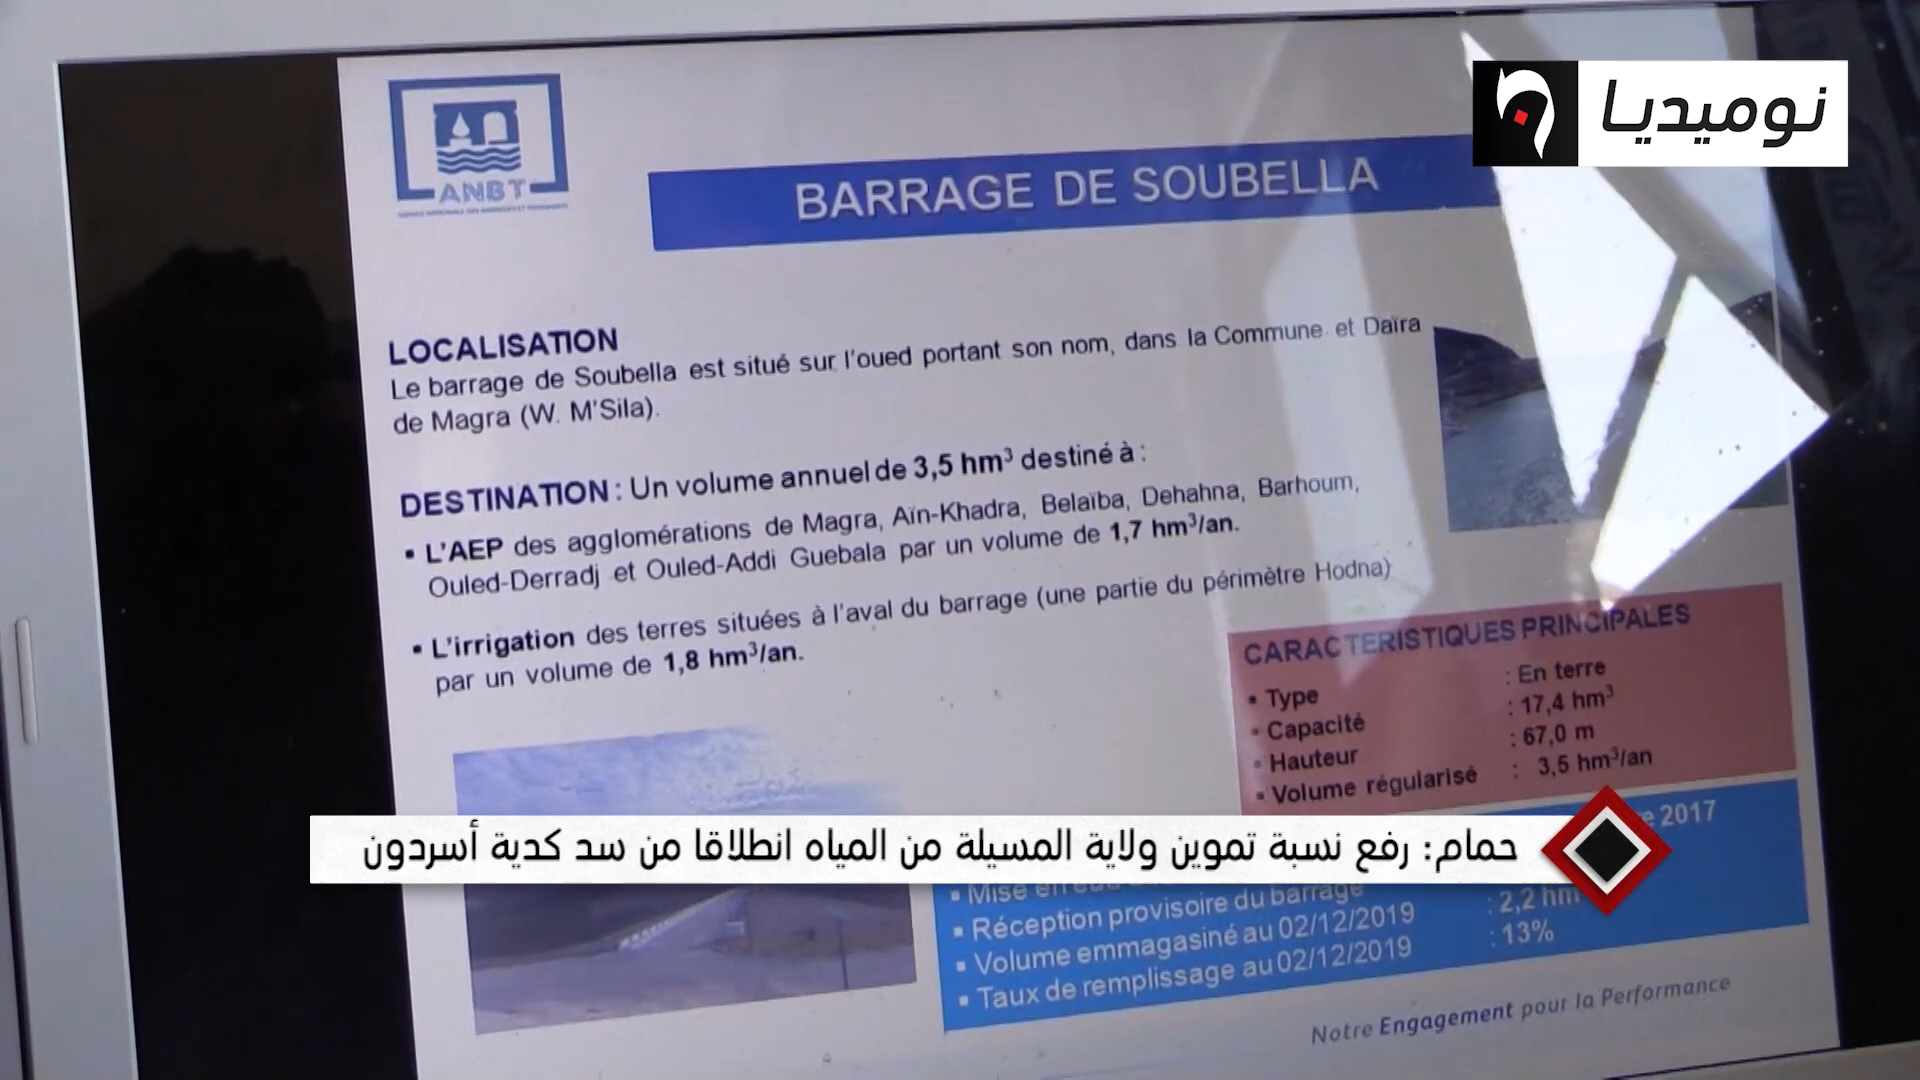 نوميديا
ANBT
BARRAGE DE SOUBELLA
LOCALISATION
Le barrage de Soubella est situé sur l'oued portant son nom, dans la Commune et Daïra
de Magra (W. M'Sila).
DESTINATION : Un volume annuel de 3,5 hm³ destiné à :
▪ L'AEP des agglomérations de Magra, Aïn-Khadra, Belaïba, Dehahna, Barhoum,
Ouled-Derradj et Ouled-Addi Guebala par un volume de 1,7 hm³/an.
▪ L'irrigation des terres situées à l'aval du barrage (une partie du périmètre Hodna)
par un volume de 1,8 hm³/an.
CARACTERISTIQUES PRINCIPALES
▪ Type : En terre
▪ Capacité : 17,4 hm³
▪ Hauteur : 67,0 m
▪ Volume régularisé : 3,5 hm³/an
2017
حمام: رفع نسبة تموين ولاية المسيلة من المياه انطلاقا من سد كدية أسردون
▪ Mise en eau
▪ Réception provisoire du barrage
▪ Volume emmagasiné au 02/12/2019 : 2,2 hm
▪ Taux de remplissage au 02/12/2019 : 13%
Notre Engagement pour la Performance